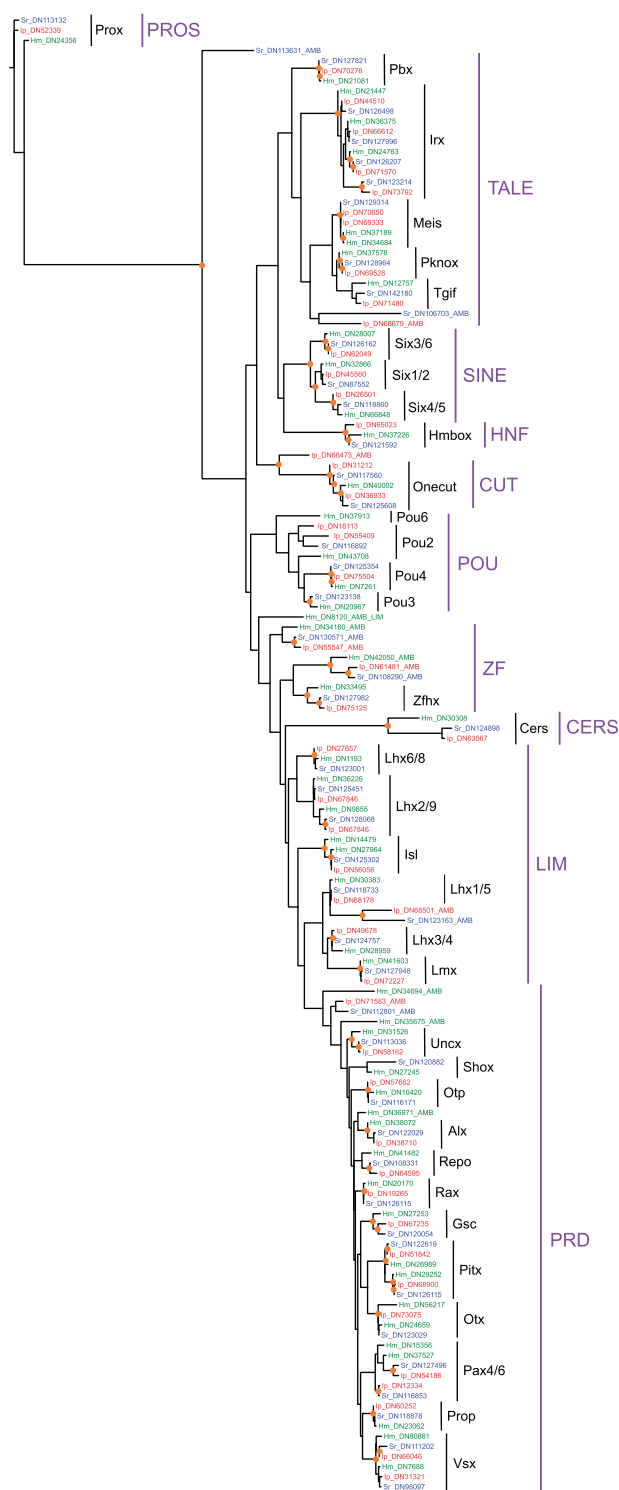 Sr_DN113132
Ip_DN52339
Hm_DN24356
Prox
PROS
Sr_DN113631_AMB
Sr_DN127821
Ip_DN70276
Hm_DN21081
Pbx
Hm_DN21447
Ip_DN44510
Sr_DN126498
Hm_DN36375
Ip_DN66612
Sr_DN127996
Hm_DN24763
Sr_DN126207
Ip_DN71570
Sr_DN123214
Ip_DN73792
Irx
TALE
Sr_DN129314
Ip_DN70650
Ip_DN69333
Hm_DN37189
Hm_DN34684
Meis
Hm_DN37578
Sr_DN128964
Ip_DN69528
Pknox
Hm_DN12757
Sr_DN142180
Ip_DN71480
Tgif
Sr_DN106703_AMB
Ip_DN68679_AMB
Hm_DN28007
Sr_DN126162
Ip_DN62049
Six3/6
Hm_DN32866
Ip_DN45560
Sr_DN87552
Six1/2
SINE
Ip_DN26501
Sr_DN118860
Hm_DN66848
Six4/5
Ip_DN65023
Hm_DN37226
Sr_DN121592
Hmbox
HNF
Ip_DN66473_AMB
Ip_DN31212
Sr_DN117560
Hm_DN40002
Ip_DN36933
Sr_DN125608
Onecut
CUT
Hm_DN37913
Pou6
Ip_DN18113
Ip_DN55409
Sr_DN116892
Pou2
Hm_DN43708
Sr_DN125354
Ip_DN75504
Hm_DN7261
Pou4
POU
Sr_DN123138
Hm_DN20967
Pou3
Hm_DN8120_AMB_LIM
Hm_DN34160_AMB
Sr_DN130571_AMB
Ip_DN55547_AMB
Hm_DN42050_AMB
Ip_DN61481_AMB
Sr_DN108290_AMB
ZF
Hm_DN33495
Sr_DN127982
Ip_DN75125
Zfhx
Hm_DN30308
Sr_DN124898
Ip_DN63567
Cers
CERS
Ip_DN27657
Hm_DN1193
Sr_DN123001
Lhx6/8
Hm_DN36226
Sr_DN125451
Ip_DN67846
Hm_DN9855
Sr_DN128068
Ip_DN67846
Lhx2/9
Hm_DN14479
Hm_DN27964
Sr_DN125302
Ip_DN56056
Isl
LIM
Hm_DN30383
Sr_DN118733
Ip_DN68178
Lhx1/5
Ip_DN68501_AMB
Sr_DN123163_AMB
Ip_DN49678
Sr_DN124757
Hm_DN28959
Lhx3/4
Hm_DN41603
Sr_DN127948
Ip_DN72227
Lmx
Hm_DN34694_AMB
Ip_DN71583_AMB
Sr_DN112801_AMB
Hm_DN35675_AMB
Hm_DN31526
Sr_DN113036
Ip_DN58162
Uncx
Sr_DN120882
Hm_DN27245
Shox
Ip_DN57662
Hm_DN10420
Sr_DN116171
Otp
Hm_DN36971_AMB
Hm_DN38072
Sr_DN122029
Ip_DN38710
Alx
Hm_DN41482
Sr_DN108331
Ip_DN64595
Repo
Hm_DN20170
Ip_DN19265
Sr_DN126115
Rax
Hm_DN27253
Ip_DN67235
Sr_DN120054
Gsc
PRD
Sr_DN122619
Ip_DN51842
Hm_DN26989
Hm_DN29252
Ip_DN68900
Sr_DN126115
Pitx
Hm_DN56217
Ip_DN73075
Hm_DN24659
Sr_DN123029
Otx
Hm_DN15356
Hm_DN37527
Sr_DN127496
Ip_DN54186
Ip_DN12334
Sr_DN116853
Pax4/6
Ip_DN60252
Sr_DN118878
Hm_DN23062
Prop
Hm_DN80881
Sr_DN111202
Ip_DN66046
Hm_DN7688
Ip_DN31321
Sr_DN98097
Vsx